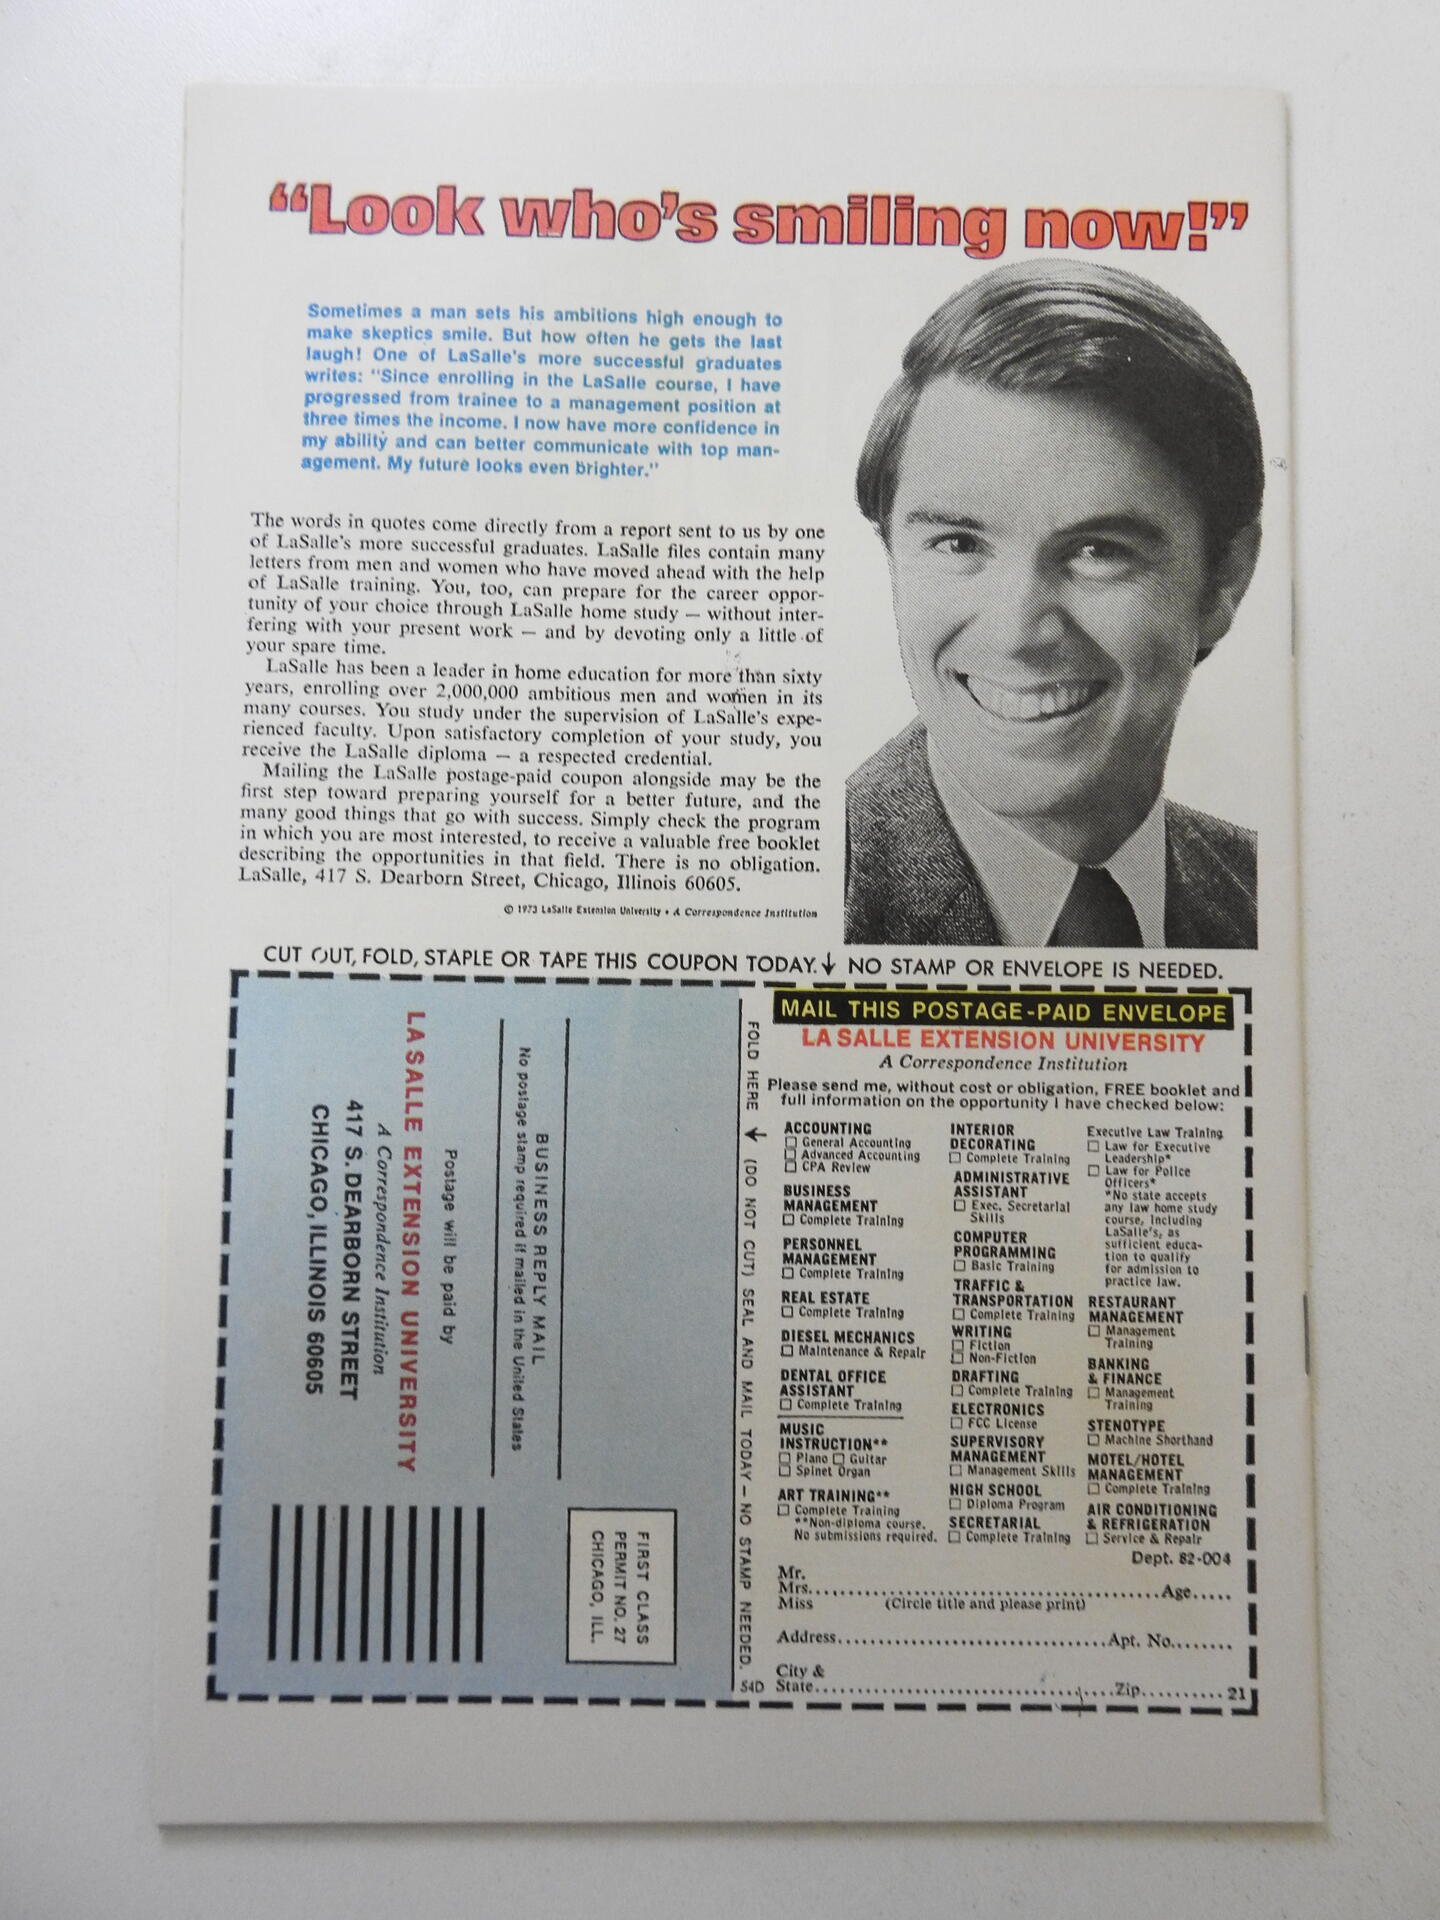 “Look who’s smiling now!”
Sometimes a man sets his ambitions high enough to
make skeptics smile. But how often he gets the last
laugh! One of LaSalle's more successful graduates
writes: "Since enrolling in the LaSalle course, I have
progressed from trainee to a management position at
three times the income. I now have more confidence in
my ability and can better communicate with top man-
agement. My future looks even brighter."
The words in quotes come directly from a report sent to us by one
of LaSalle's more successful graduates. LaSalle files contain many
letters from men and women who have moved ahead with the help
of LaSalle training. You, too, can prepare for the career oppor-
tunity of your choice through LaSalle home study — without inter-
fering with your present work — and by devoting only a little of
your spare time.
LaSalle has been a leader in home education for more than sixty
years, enrolling over 2,000,000 ambitious men and women in its
many courses. You study under the supervision of LaSalle's expe-
rienced faculty. Upon satisfactory completion of your study, you
receive the LaSalle diploma — a respected credential.
Mailing the LaSalle postage-paid coupon alongside may be the
first step toward preparing yourself for a better future, and the
many good things that go with success. Simply check the program
in which you are most interested, to receive a valuable free booklet
describing the opportunities in that field. There is no obligation.
LaSalle, 417 S. Dearborn Street, Chicago, Illinois 60605.
© 1973 LaSalle Extension University • A Correspondence Institution
CUT OUT, FOLD, STAPLE OR TAPE THIS COUPON TODAY.↓ NO STAMP OR ENVELOPE IS NEEDED.
FIRST CLASS
PERMIT NO. 27
CHICAGO, ILL.
BUSINESS REPLY MAIL
No postage stamp required if mailed in the United States
Postage will be paid by
LA SALLE EXTENSION UNIVERSITY
A Correspondence Institution
417 S. DEARBORN STREET
CHICAGO, ILLINOIS 60605
FOLD HERE ↓ (DO NOT CUT) SEAL AND MAIL TODAY — NO STAMP NEEDED.
MAIL THIS POSTAGE-PAID ENVELOPE
LA SALLE EXTENSION UNIVERSITY
A Correspondence Institution
Please send me, without cost or obligation, FREE booklet and
full information on the opportunity I have checked below:
ACCOUNTING
☐ General Accounting
☐ Advanced Accounting
☐ CPA Review
BUSINESS
MANAGEMENT
☐ Complete Training
PERSONNEL
MANAGEMENT
☐ Complete Training
REAL ESTATE
☐ Complete Training
DIESEL MECHANICS
☐ Maintenance & Repair
DENTAL OFFICE
ASSISTANT
☐ Complete Training
MUSIC
INSTRUCTION**
☐ Piano ☐ Guitar
☐ Spinet Organ
ART TRAINING**
☐ Complete Training
**Non-diploma course.
No submissions required.
INTERIOR
DECORATING
☐ Complete Training
ADMINISTRATIVE
ASSISTANT
☐ Exec. Secretarial
Skills
COMPUTER
PROGRAMMING
☐ Basic Training
TRAFFIC &
TRANSPORTATION
☐ Complete Training
WRITING
☐ Fiction
☐ Non-Fiction
DRAFTING
☐ Complete Training
ELECTRONICS
☐ FCC License
SUPERVISORY
MANAGEMENT
☐ Management Skills
HIGH SCHOOL
☐ Diploma Program
SECRETARIAL
☐ Complete Training
Executive Law Training
☐ Law for Executive
Leadership*
☐ Law for Police
Officers*
*No state accepts
any law home study
course, including
LaSalle's, as
sufficient educa-
tion to qualify
for admission to
practice law.
RESTAURANT
MANAGEMENT
☐ Management
Training
BANKING
& FINANCE
☐ Management
Training
STENOTYPE
☐ Machine Shorthand
MOTEL/HOTEL
MANAGEMENT
☐ Complete Training
AIR CONDITIONING
& REFRIGERATION
☐ Service & Repair
Dept. 82-004
Mr.
Mrs. Age
Miss (Circle title and please print)
Address Apt. No.
City &
S4D State Zip 21